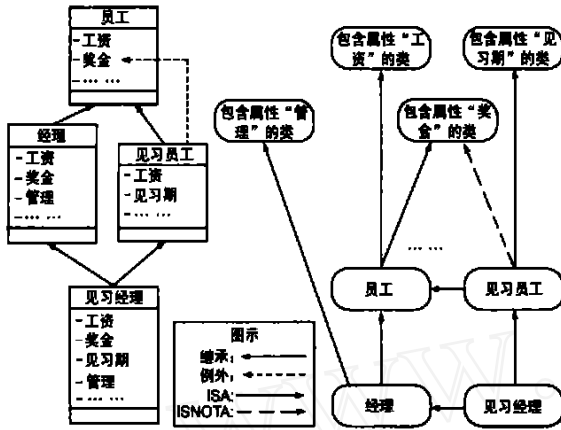 员工
-工资
-奖金
-… …
经理
-工资
-奖金
-管理
-… …
见习员工
-工资
-见习期
-… …
见习经理
-工资
-奖金
-见习期
-管理
-… …
图示
继承:
例外:
ISA:
ISNOTA:
包含属性“工
资”的类
包含属性“见
习期”的类
包含属性“管
理”的类
包含属性“奖
金”的类
… …
员工
见习员工
经理
见习经理